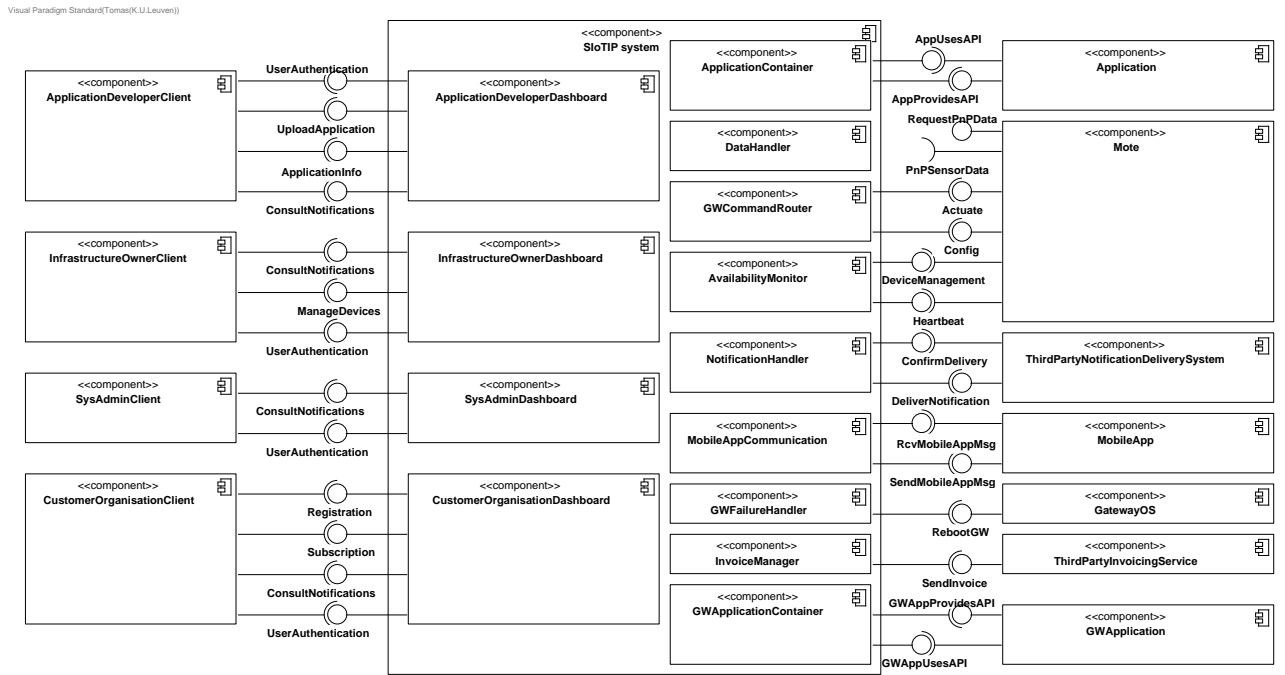 Visual Paradigm Standard(Tomas(K.U.Leuven))
<<component>>
SIoTIP system
<<component>>
ApplicationDeveloperClient
UserAuthentication
UploadApplication
ApplicationInfo
ConsultNotifications
<<component>>
ApplicationDeveloperDashboard
<<component>>
InfrastructureOwnerClient
ConsultNotifications
ManageDevices
UserAuthentication
<<component>>
InfrastructureOwnerDashboard
<<component>>
SysAdminClient
ConsultNotifications
UserAuthentication
<<component>>
SysAdminDashboard
<<component>>
CustomerOrganisationClient
Registration
Subscription
ConsultNotifications
UserAuthentication
<<component>>
CustomerOrganisationDashboard
<<component>>
ApplicationContainer
AppUsesAPI
AppProvidesAPI
<<component>>
Application
<<component>>
DataHandler
RequestPnPData
PnPSensorData
<<component>>
Mote
<<component>>
GWCommandRouter
Actuate
Config
<<component>>
AvailabilityMonitor
DeviceManagement
Heartbeat
<<component>>
NotificationHandler
ConfirmDelivery
DeliverNotification
<<component>>
ThirdPartyNotificationDeliverySystem
<<component>>
MobileAppCommunication
RcvMobileAppMsg
SendMobileAppMsg
<<component>>
MobileApp
<<component>>
GWFailureHandler
RebootGW
<<component>>
GatewayOS
<<component>>
InvoiceManager
SendInvoice
<<component>>
ThirdPartyInvoicingService
<<component>>
GWApplicationContainer
GWAppProvidesAPI
GWAppUsesAPI
<<component>>
GWApplication